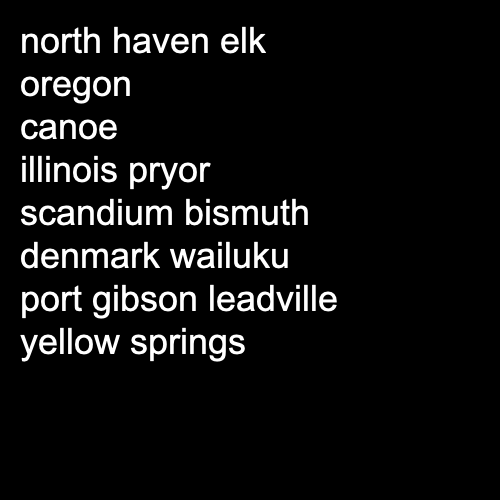 north haven elk
oregon
canoe
illinois pryor
scandium bismuth
denmark wailuku
port gibson leadville
yellow springs